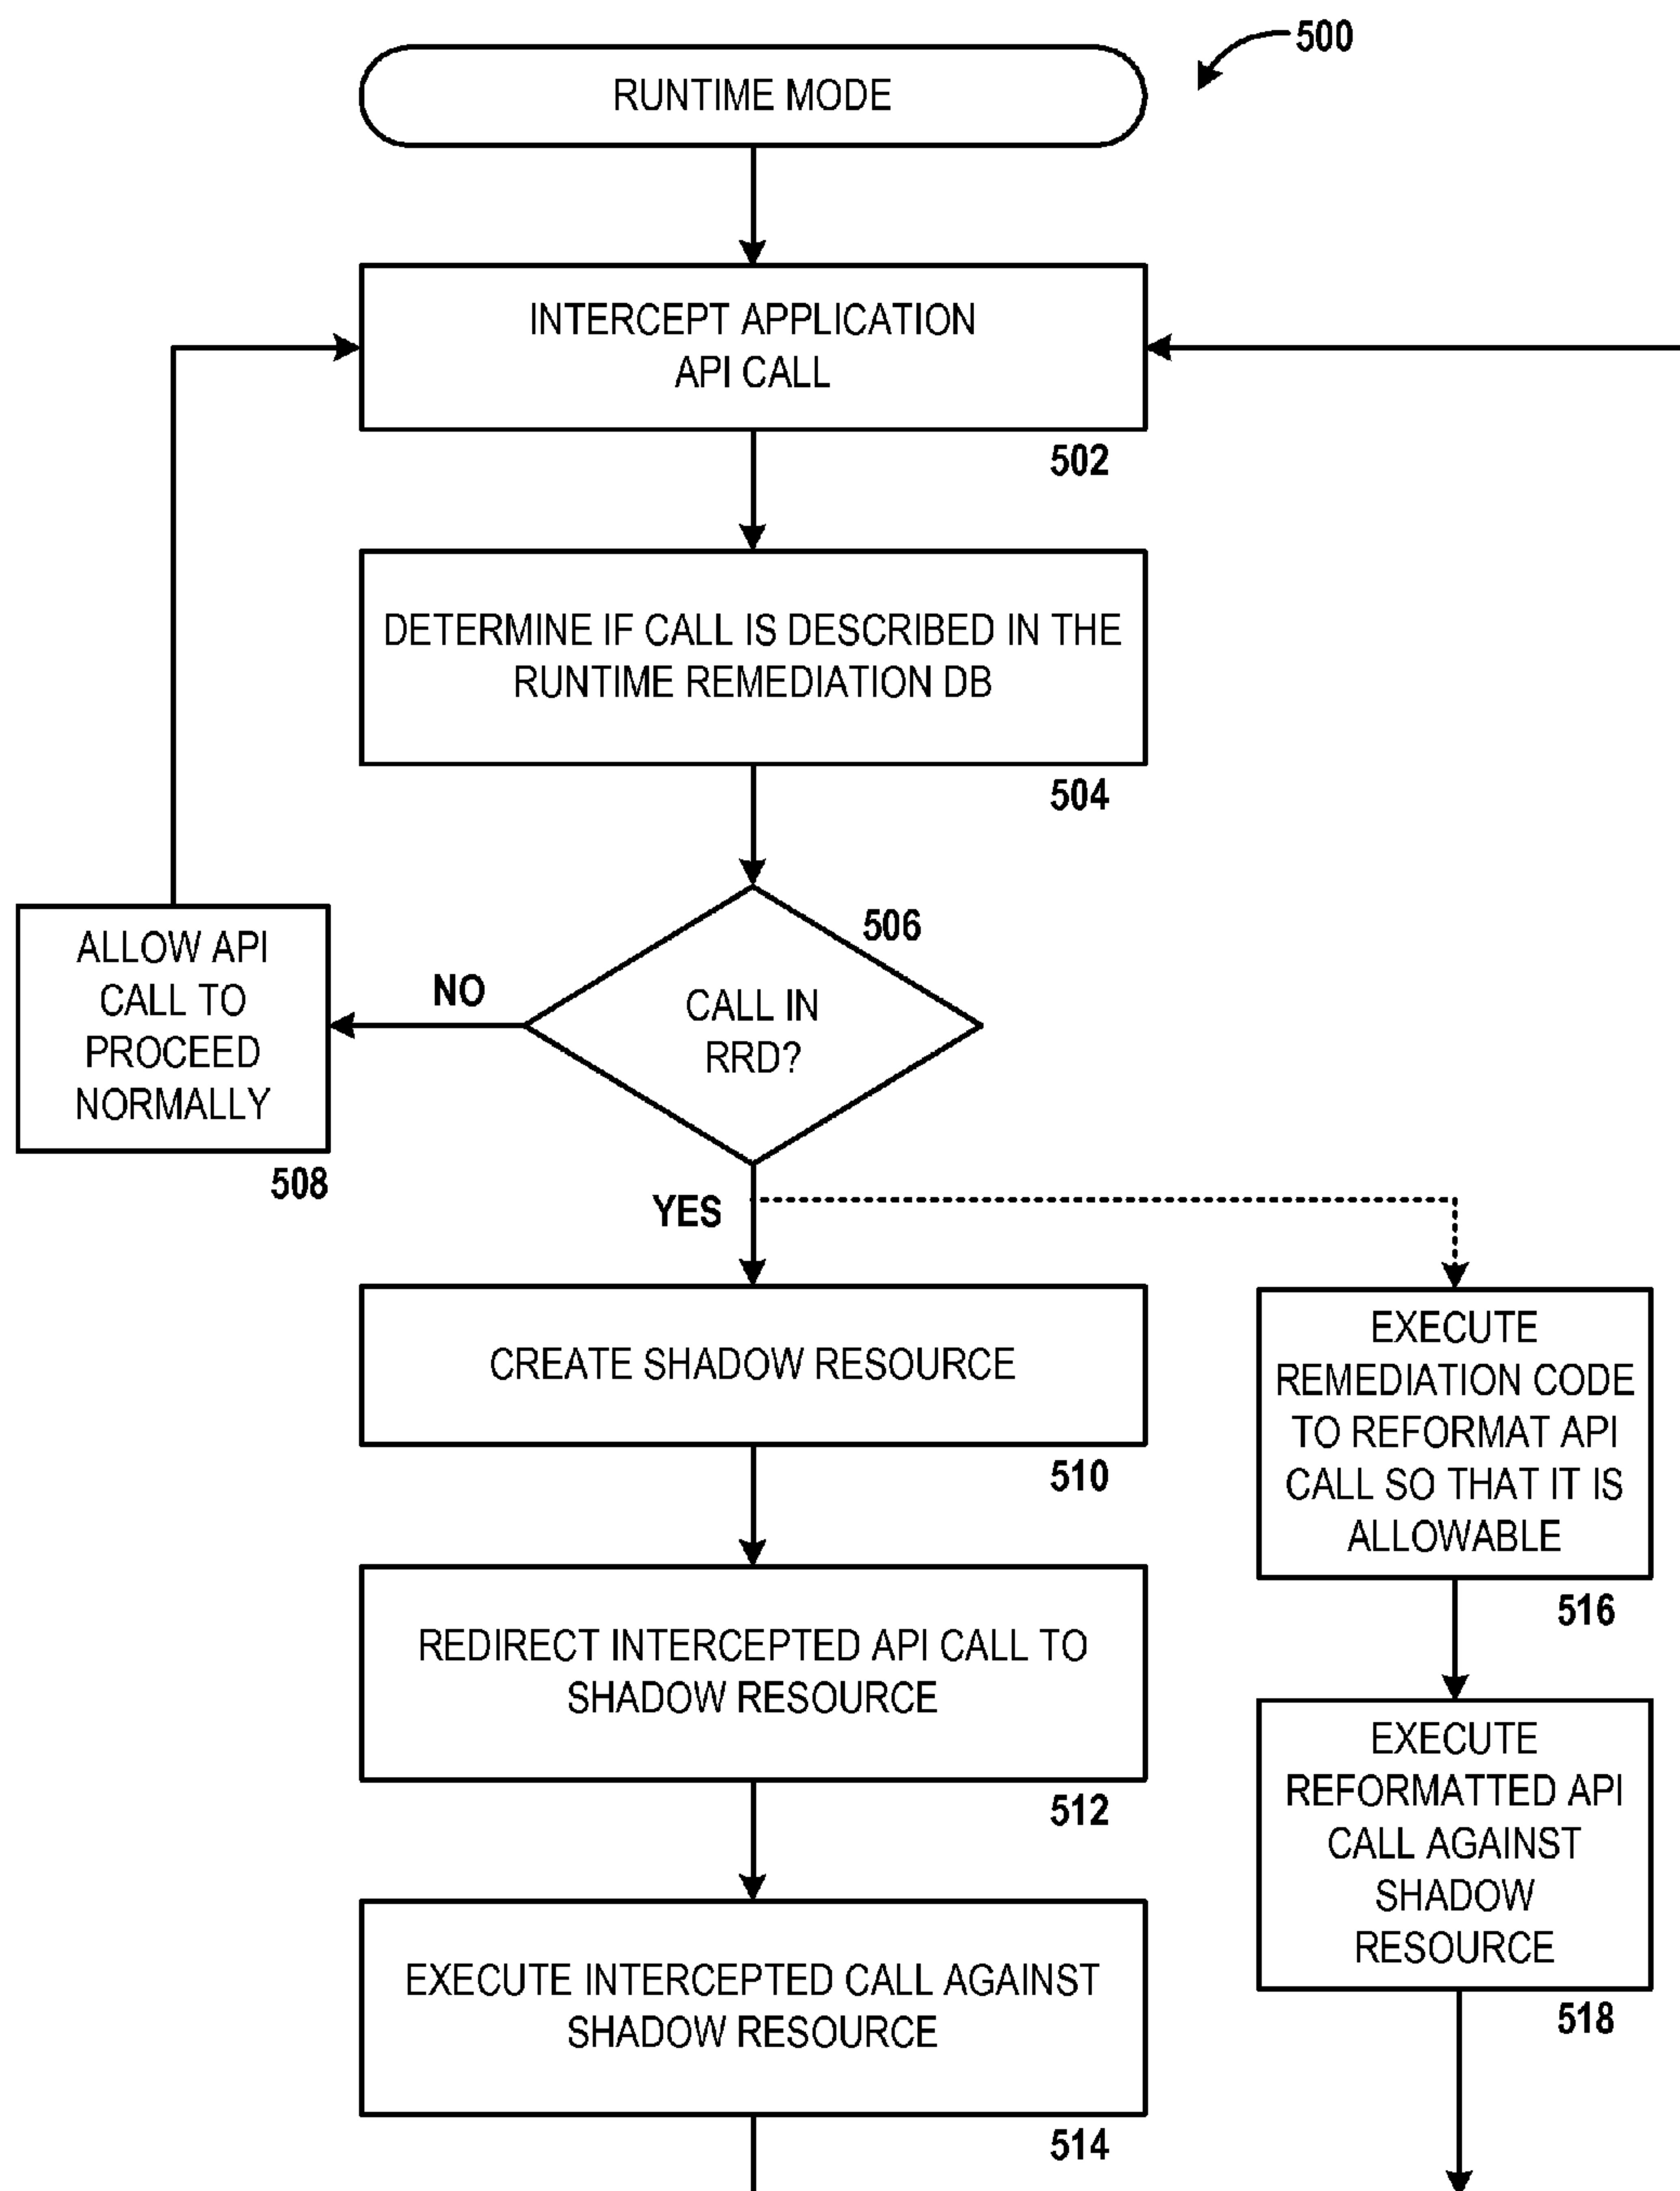 500
RUNTIME MODE
INTERCEPT APPLICATION
API CALL
502
DETERMINE IF CALL IS DESCRIBED IN THE
RUNTIME REMEDIATION DB
504
506
CALL IN
RRD?
NO
ALLOW API
CALL TO
PROCEED
NORMALLY
508
YES
CREATE SHADOW RESOURCE
510
REDIRECT INTERCEPTED API CALL TO
SHADOW RESOURCE
512
EXECUTE INTERCEPTED CALL AGAINST
SHADOW RESOURCE
514
EXECUTE
REMEDIATION CODE
TO REFORMAT API
CALL SO THAT IT IS
ALLOWABLE
516
EXECUTE
REFORMATTED API
CALL AGAINST
SHADOW
RESOURCE
518